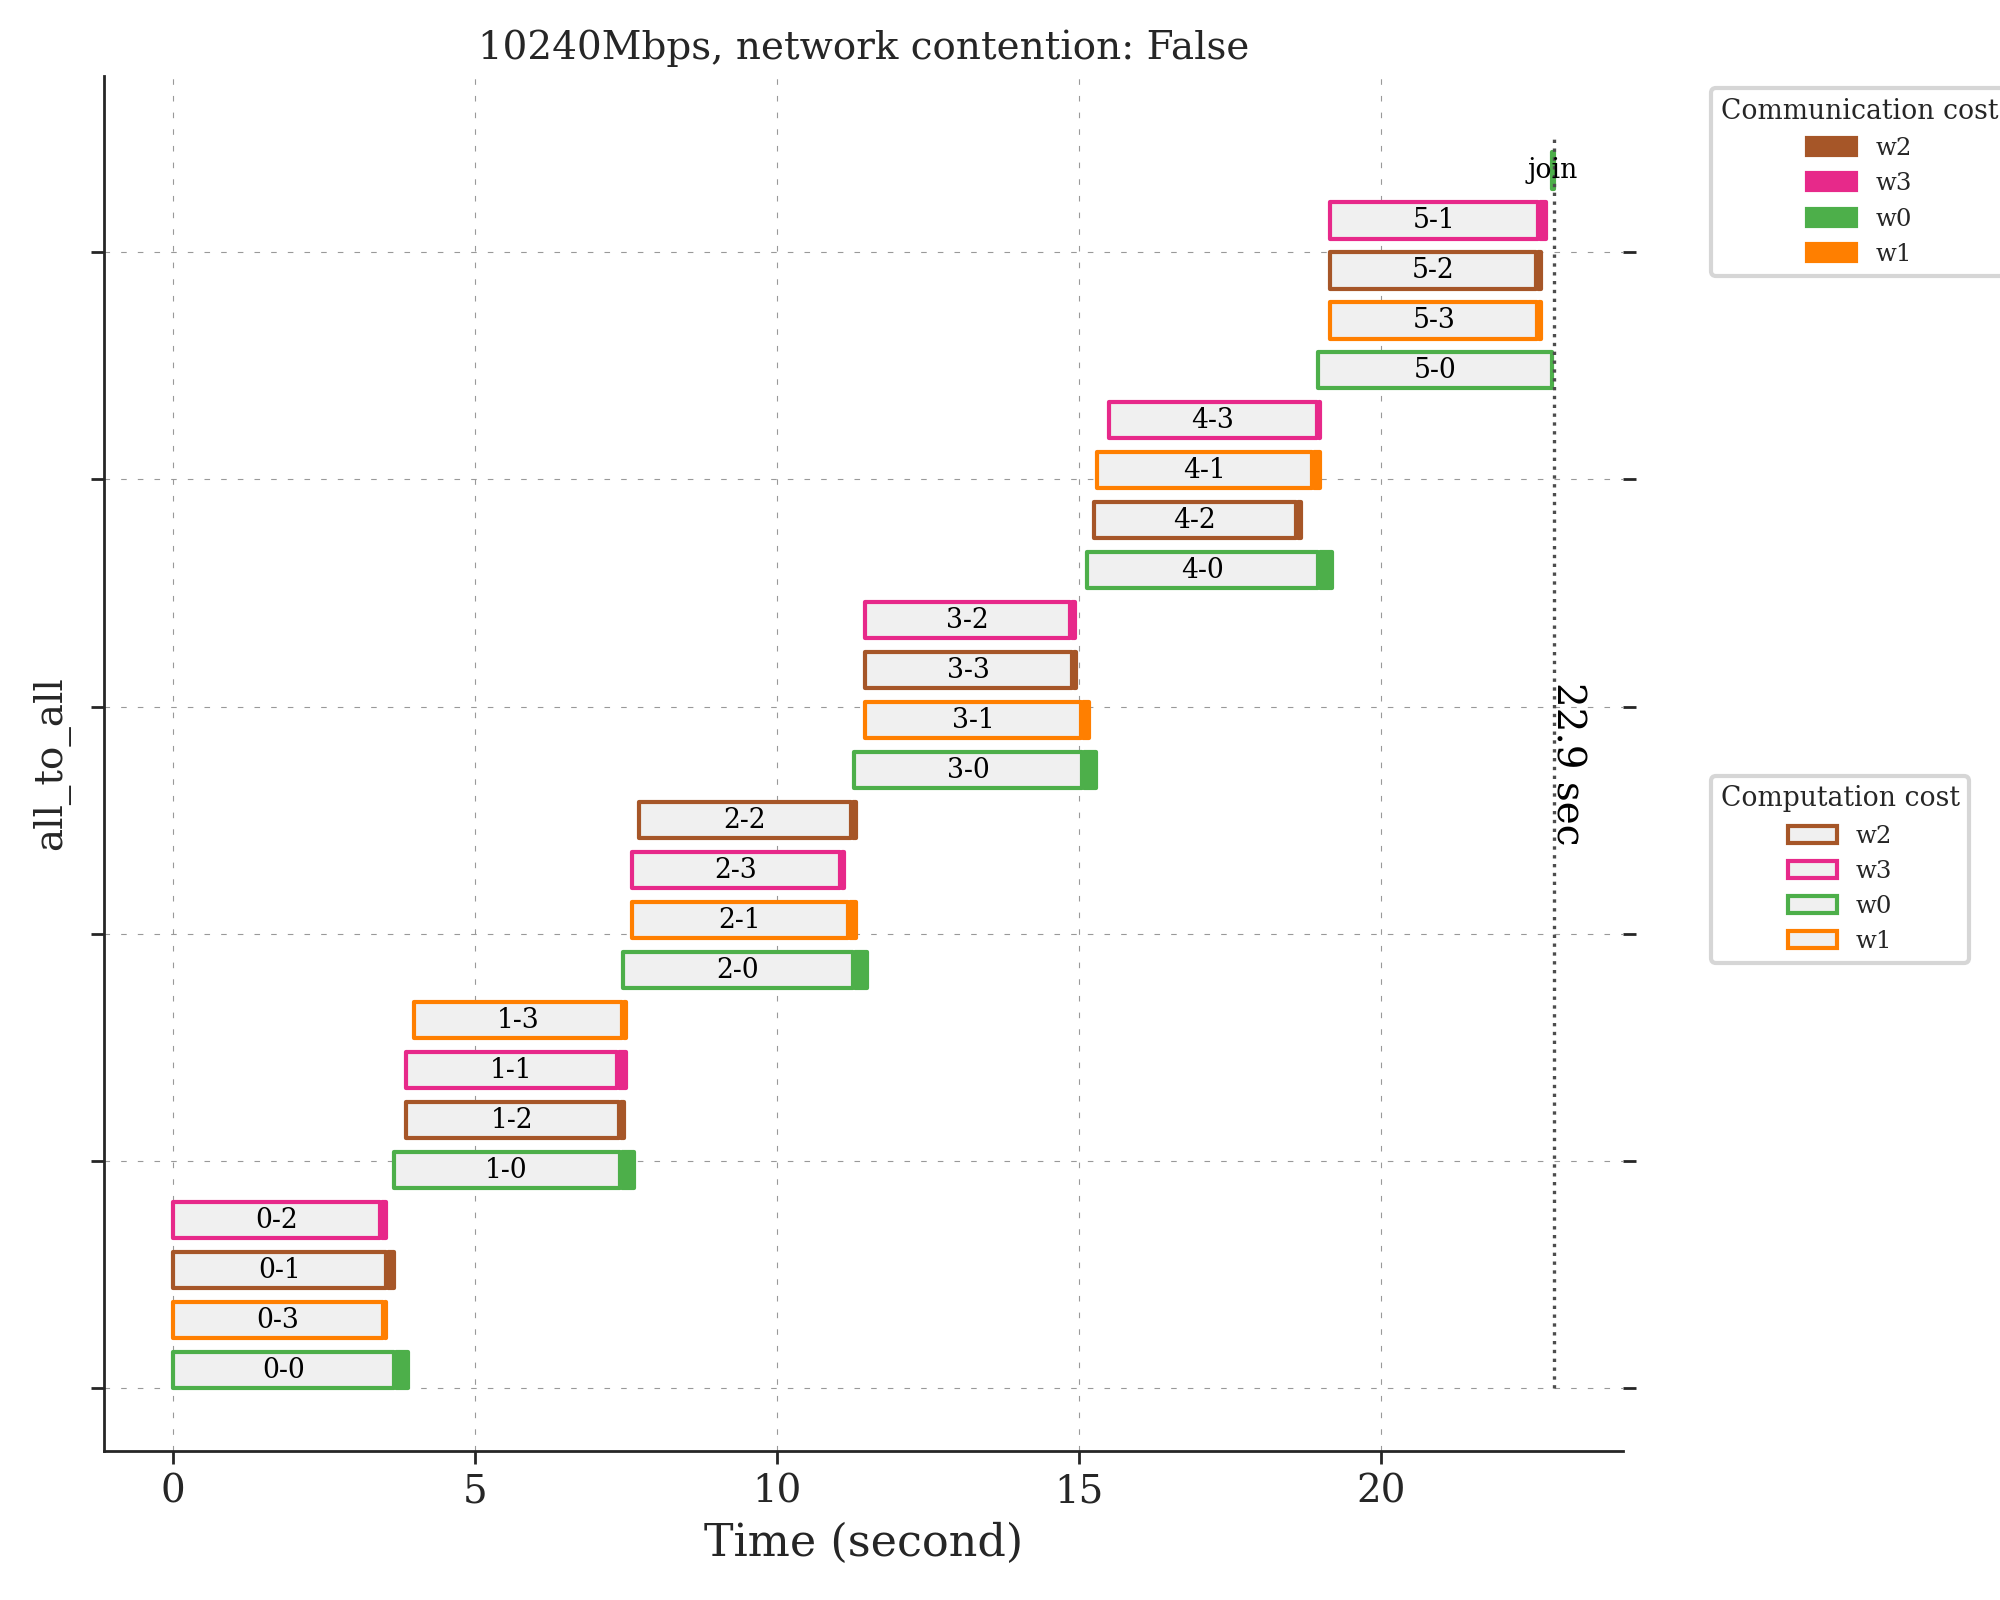 10240Mbps, network contention: False
Communication cost
w2
w3
w0
w1
join
5-1
5-2
5-3
5-0
4-3
4-1
4-2
4-0
3-2
3-3
3-1
3-0
2-2
2-3
2-1
2-0
1-3
1-1
1-2
1-0
0-2
0-1
0-3
0-0
22.9 sec
Computation cost
w2
w3
w0
w1
all_to_all
0 5 10 15 20
Time (second)